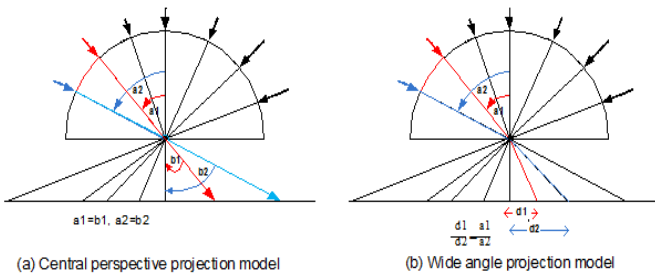 a2
a1
b1
b2
a1=b1, a2=b2
(a) Central perspective projection model
a2
a1
d1
d2
d1/d2=a1/a2
(b) Wide angle projection model